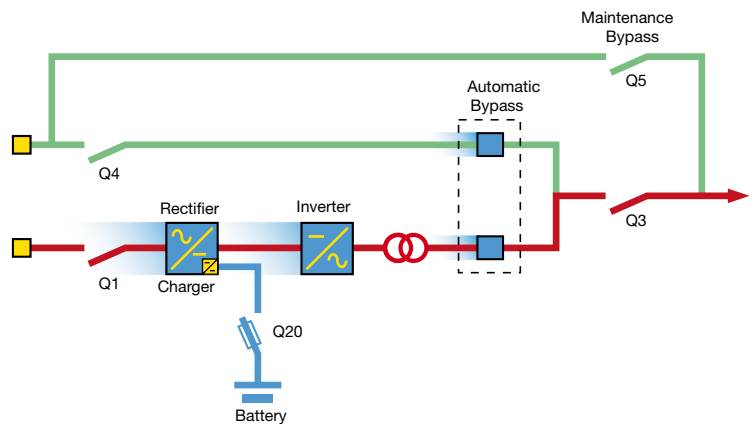 Maintenance
Bypass
Q5
Automatic
Bypass
Q4
Rectifier
Inverter
Q3
Q1
Charger
Q20
Battery